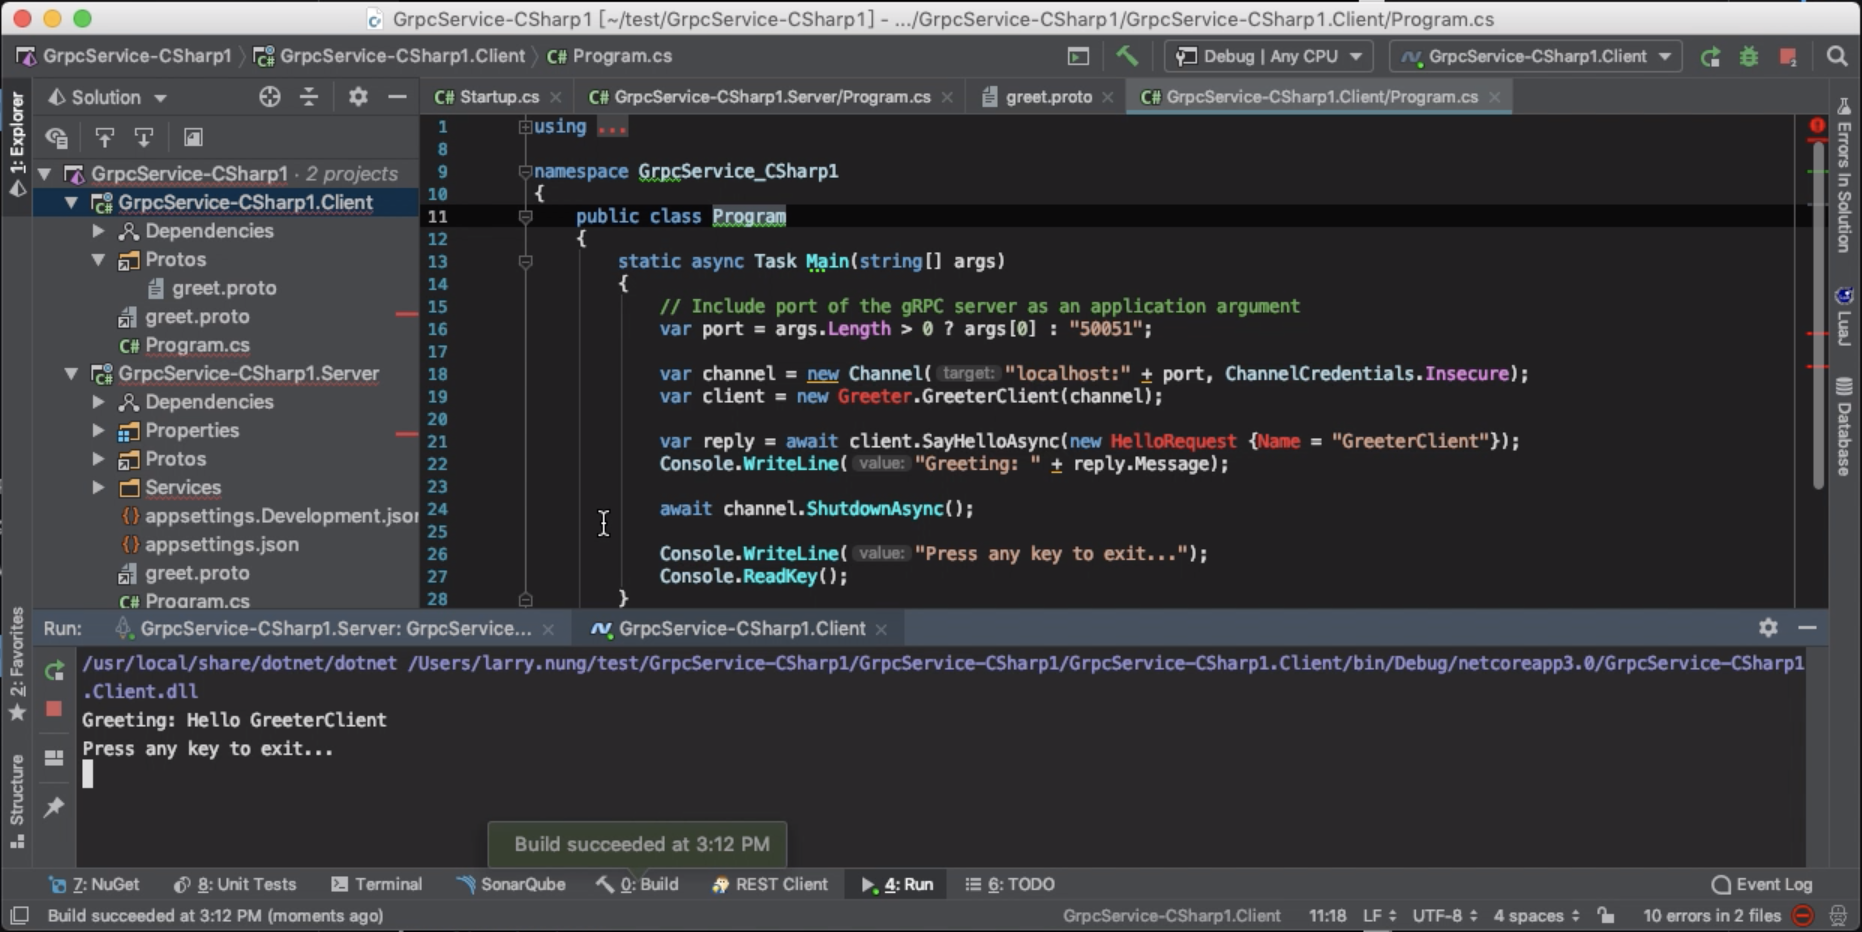 GrpcService-CSharp1 [~/test/GrpcService-CSharp1] - .../GrpcService-CSharp1/GrpcService-CSharp1.Client/Program.cs
GrpcService-CSharp1 GrpcService-CSharp1.Client C# Program.cs Debug | Any CPU GrpcService-CSharp1.Client
Solution
C# Startup.cs C# GrpcService-CSharp1.Server/Program.cs greet.proto C# GrpcService-CSharp1.Client/Program.cs
1: Explorer
GrpcService-CSharp1 · 2 projects
GrpcService-CSharp1.Client
Dependencies
Protos
greet.proto
greet.proto
C# Program.cs
GrpcService-CSharp1.Server
Dependencies
Properties
Protos
Services
appsettings.Development.jsor
appsettings.json
greet.proto
C# Program.cs
1 using ...
8
9 namespace GrpcService_CSharp1
10 {
11 public class Program
12 {
13 static async Task Main(string[] args)
14 {
15 // Include port of the gRPC server as an application argument
16 var port = args.Length > 0 ? args[0] : "50051";
17
18 var channel = new Channel( target: "localhost:" + port, ChannelCredentials.Insecure);
19 var client = new Greeter.GreeterClient(channel);
20
21 var reply = await client.SayHelloAsync(new HelloRequest {Name = "GreeterClient"});
22 Console.WriteLine( value: "Greeting: " + reply.Message);
23
24 await channel.ShutdownAsync();
25
26 Console.WriteLine( value: "Press any key to exit...");
27 Console.ReadKey();
28 }
Errors In Solution
LuaJ
Database
2: Favorites
Structure
Run: GrpcService-CSharp1.Server: GrpcService... GrpcService-CSharp1.Client
/usr/local/share/dotnet/dotnet /Users/larry.nung/test/GrpcService-CSharp1/GrpcService-CSharp1/GrpcService-CSharp1.Client/bin/Debug/netcoreapp3.0/GrpcService-CSharp1
.Client.dll
Greeting: Hello GreeterClient
Press any key to exit...
Build succeeded at 3:12 PM
7: NuGet 8: Unit Tests Terminal SonarQube 0: Build REST Client 4: Run 6: TODO Event Log
Build succeeded at 3:12 PM (moments ago) GrpcService-CSharp1.Client 11:18 LF UTF-8 4 spaces 10 errors in 2 files